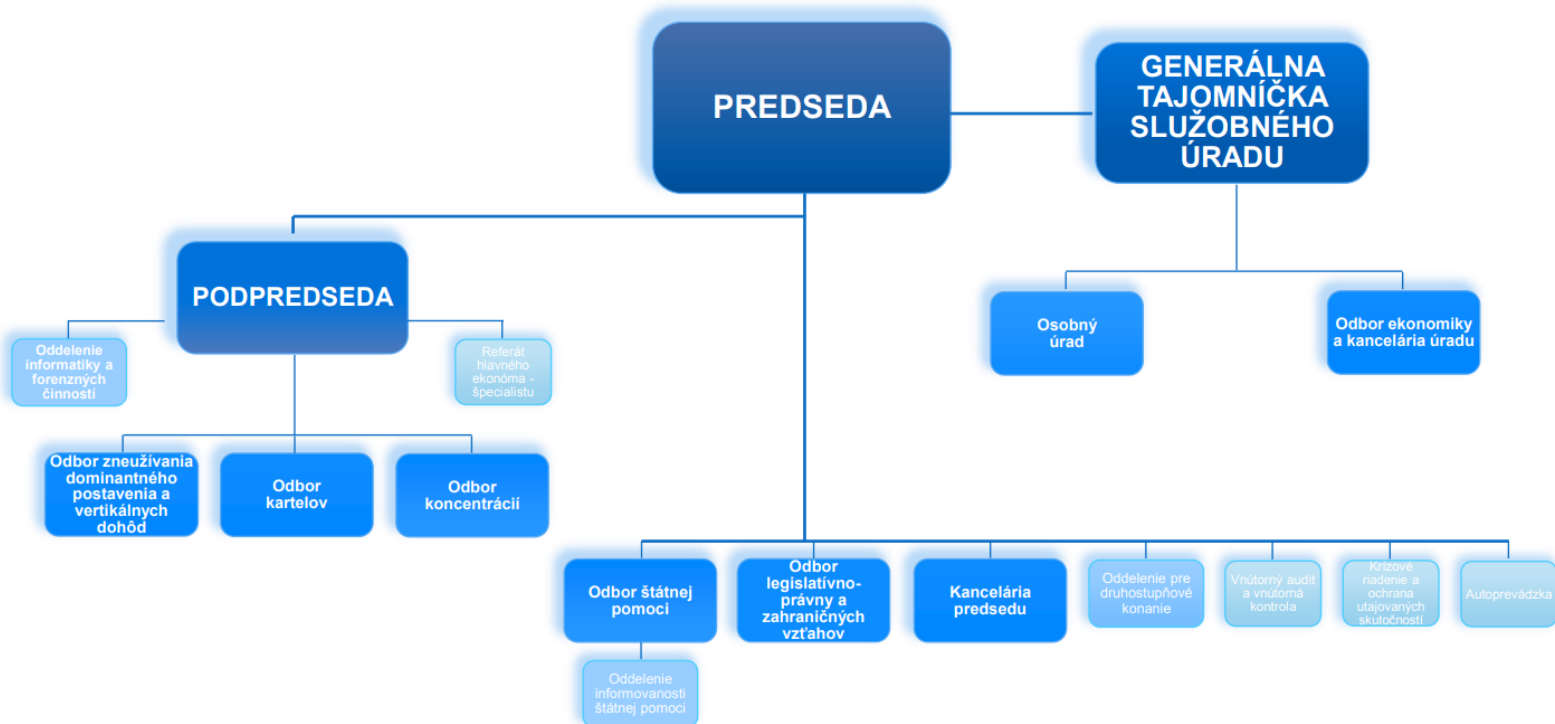 PREDSEDA
GENERÁLNA
TAJOMNÍČKA
SLUŽOBNÉHO
ÚRADU
PODPREDSEDA
Oddelenie
informatiky a
forenzných
činností
Referát
hlavného
ekonóma -
špecialistu
Osobný
úrad
Odbor ekonomiky
a kancelária úradu
Odbor zneužívania
dominantného
postavenia a
vertikálnych
dohôd
Odbor
kartelov
Odbor
koncentrácií
Odbor štátnej
pomoci
Odbor
legislatívno-
právny a
zahraničných
vzťahov
Kancelária
predsedu
Oddelenie pre
druhostupňové
konanie
Vnútorný audit
a vnútorná
kontrola
Krízové
riadenie a
ochrana
utajovaných
skutočností
Autoprevádzka
Oddelenie
informovanosti
štátnej pomoci